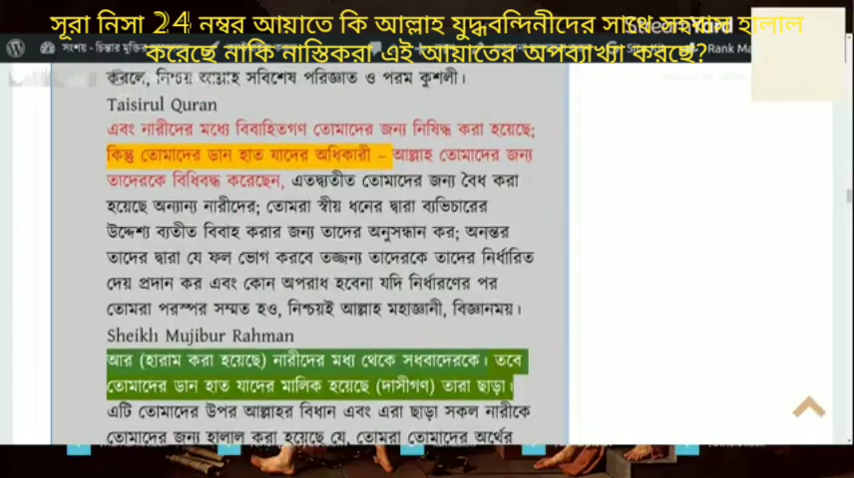 সূরা নিসা 24 নম্বর আয়াতে কি আল্লাহ যুদ্ধবন্দিনীদের সাথে সহবাস হালাল
করেছে নাকি নাস্তিকরা এই আয়াতের অপব্যাখ্যা করছে?
সংশয় - চিন্তার মুক্তির
Rank Ma
করলে, নিশ্চয় আল্লাহ সবিশেষ পরিজ্ঞাত ও পরম কুশলী।
Taisirul Quran
এবং নারীদের মধ্যে বিবাহিতগণ তোমাদের জন্য নিষিদ্ধ করা হয়েছে;
কিন্তু তোমাদের ডান হাত যাদের অধিকারী – আল্লাহ তোমাদের জন্য
তাদেরকে বিধিবদ্ধ করেছেন, এতদ্ব্যতীত তোমাদের জন্য বৈধ করা
হয়েছে অন্যান্য নারীদের; তোমরা স্বীয় ধনের দ্বারা ব্যভিচারের
উদ্দেশ্য ব্যতীত বিবাহ করার জন্য তাদের অনুসন্ধান কর; অনন্তর
তাদের দ্বারা যে ফল ভোগ করবে তজ্জন্য তাদেরকে তাদের নির্ধারিত
দেয় প্রদান কর এবং কোন অপরাধ হবেনা যদি নির্ধারণের পর
তোমরা পরস্পর সম্মত হও, নিশ্চয়ই আল্লাহ মহাজ্ঞানী, বিজ্ঞানময়।
Sheikh Mujibur Rahman
আর (হারাম করা হয়েছে) নারীদের মধ্য থেকে সধবাদেরকে। তবে
তোমাদের ডান হাত যাদের মালিক হয়েছে (দাসীগণ) তারা ছাড়া।
এটি তোমাদের উপর আল্লাহর বিধান এবং এরা ছাড়া সকল নারীকে
তোমাদের জন্য হালাল করা হয়েছে যে, তোমরা তোমাদের অর্থের